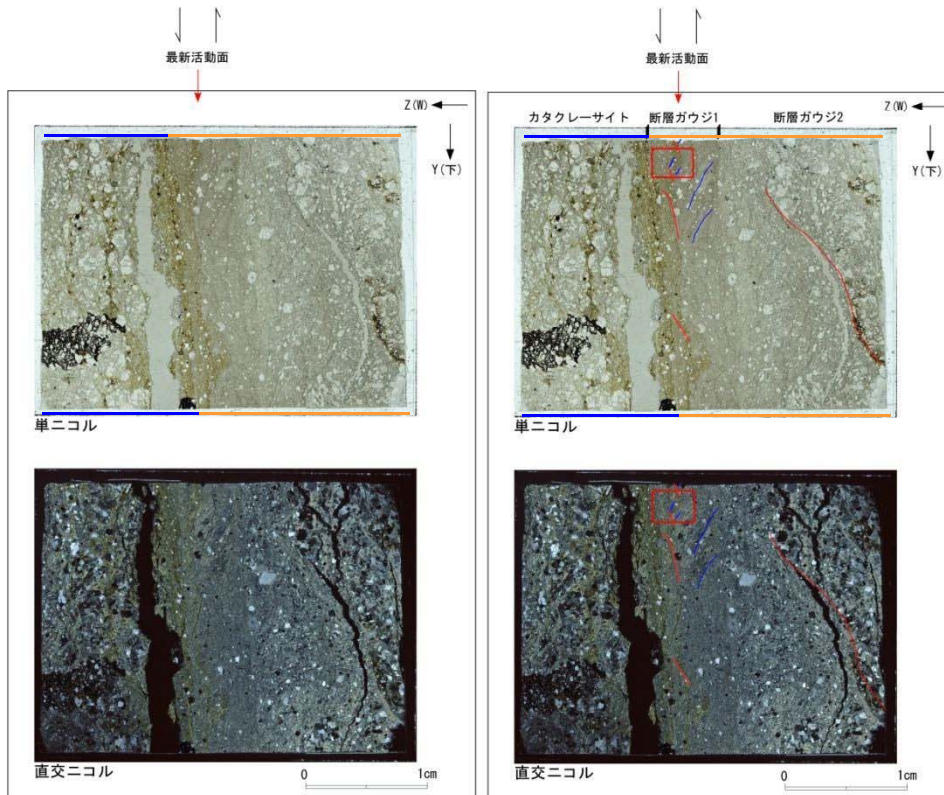 最新活動面
Z(W)
Y(下)
単ニコル
直交ニコル
0 1cm
最新活動面
Z(W)
カタクレーサイト 断層ガウジ1 断層ガウジ2
Y(下)
単ニコル
直交ニコル
0 1cm